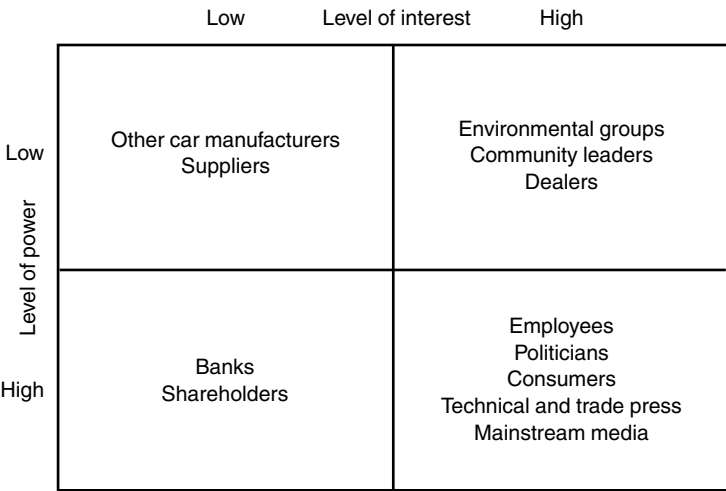 Low Level of interest High
Low
Other car manufacturers
Suppliers
Environmental groups
Community leaders
Dealers
Level of power
High
Banks
Shareholders
Employees
Politicians
Consumers
Technical and trade press
Mainstream media